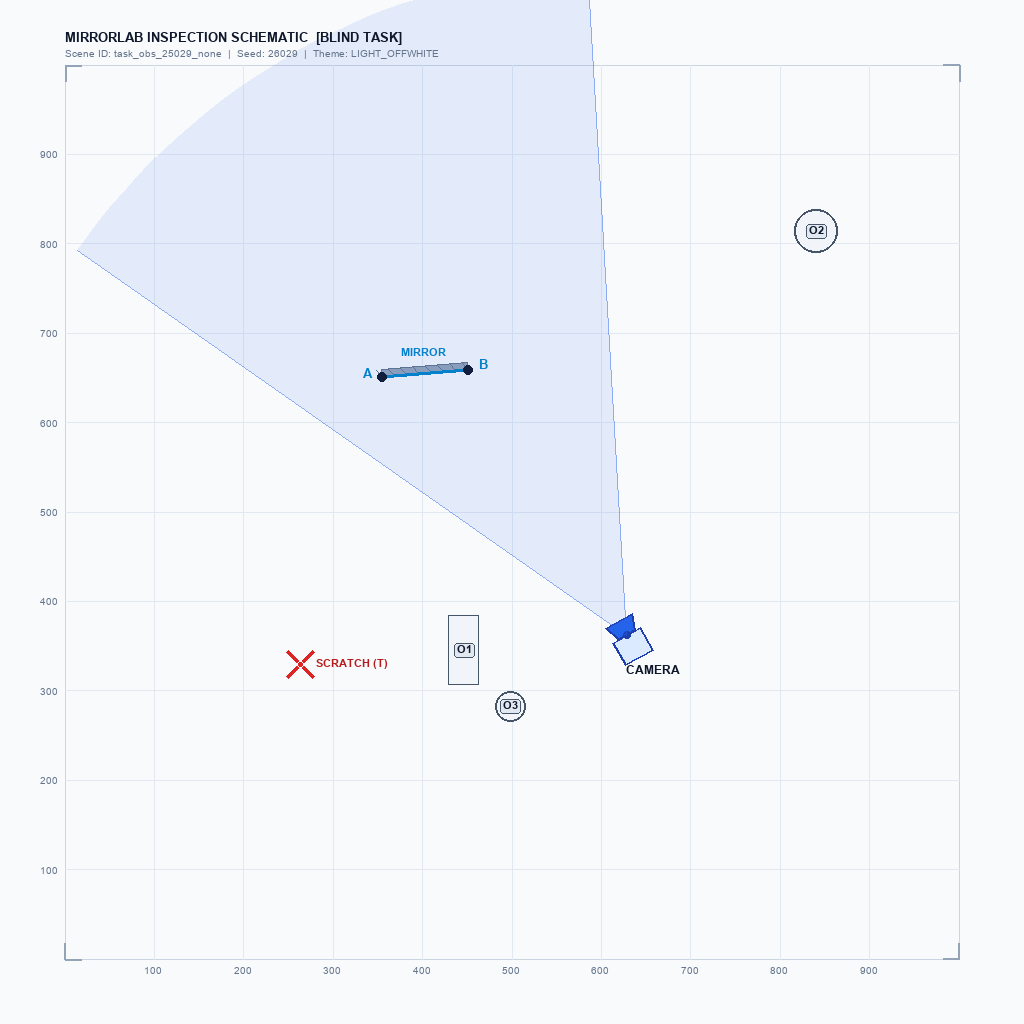 MIRRORLAB INSPECTION SCHEMATIC [BLIND TASK]
Scene ID: task_obs_25029_none | Seed: 26029 | Theme: LIGHT_OFFWHITE
900
800
700
600
500
400
300
200
100
O2
MIRROR
A
B
O1
SCRATCH (T)
CAMERA
O3
100 200 300 400 500 600 700 800 900